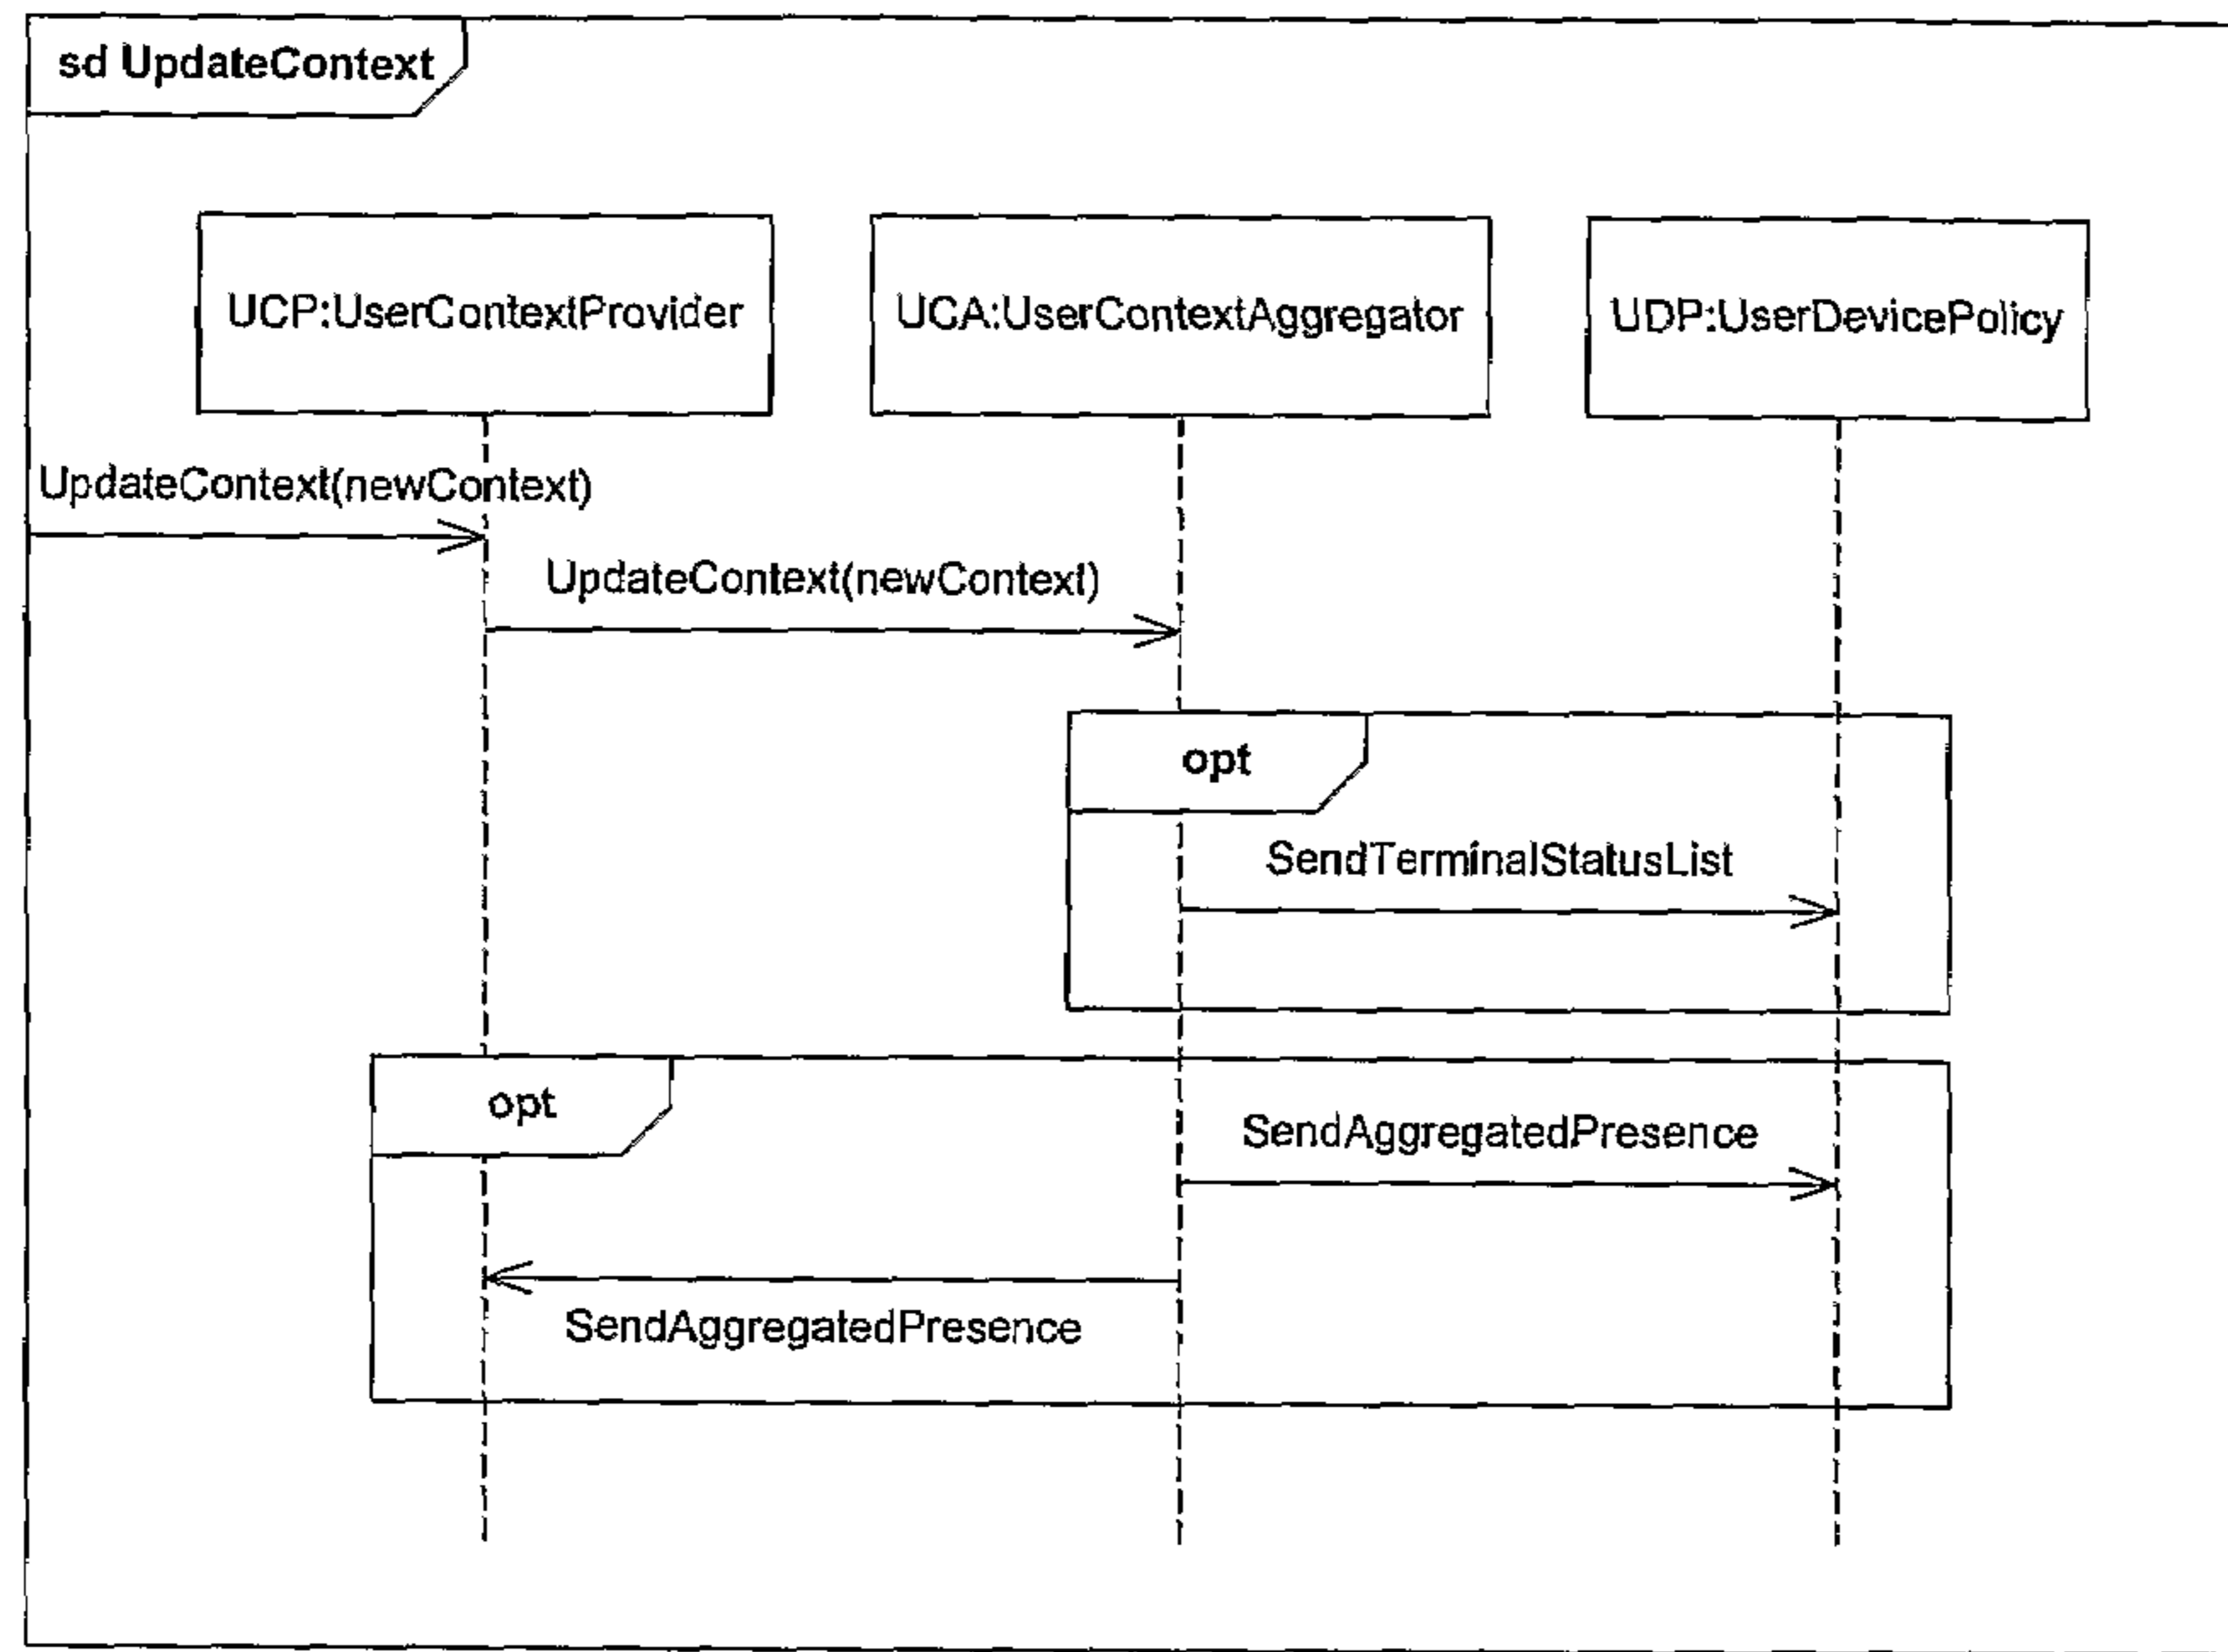 sd UpdateContext
UCP:UserContextProvider
UCA:UserContextAggregator
UDP:UserDevicePolicy
UpdateContext(newContext)
UpdateContext(newContext)
opt
SendTerminalStatusList
opt
SendAggregatedPresence
SendAggregatedPresence